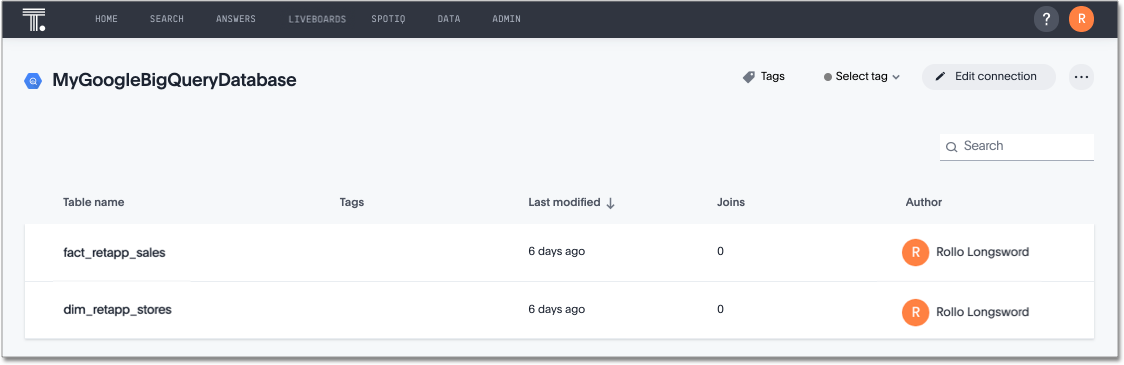 T. HOME SEARCH ANSWERS LIVEBOARDS SPOTIQ DATA ADMIN ? R
MyGoogleBigQueryDatabase Tags Select tag Edit connection ...
Search
Table name Tags Last modified Joins Author
fact_retapp_sales 6 days ago 0 R Rollo Longsword
dim_retapp_stores 6 days ago 0 R Rollo Longsword